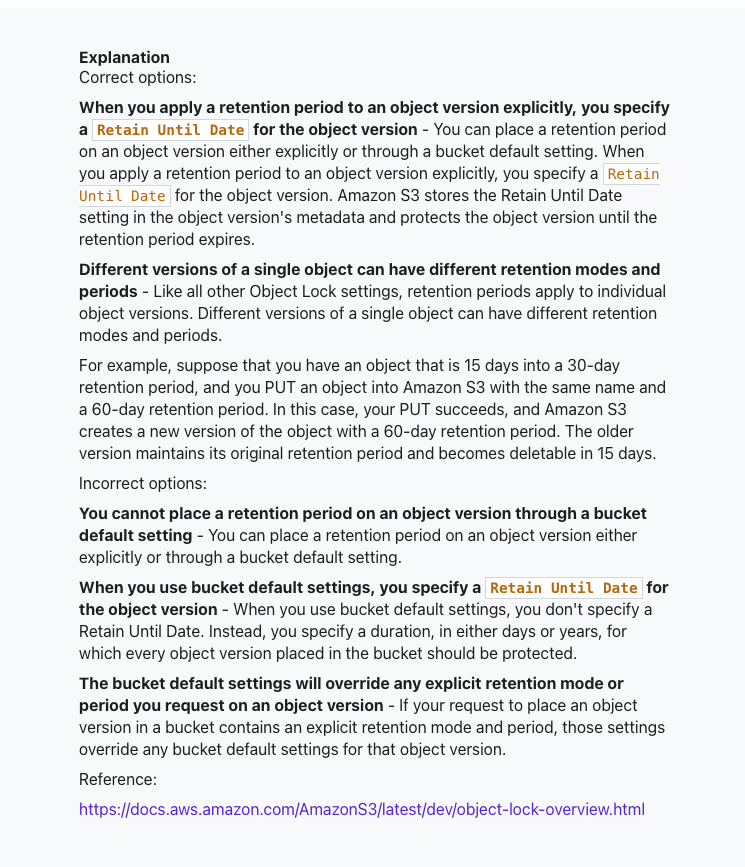 Explanation
Correct options:
When you apply a retention period to an object version explicitly, you specify
a Retain Until Date for the object version - You can place a retention period
on an object version either explicitly or through a bucket default setting. When
you apply a retention period to an object version explicitly, you specify a Retain
Until Date for the object version. Amazon S3 stores the Retain Until Date
setting in the object version's metadata and protects the object version until the
retention period expires.
Different versions of a single object can have different retention modes and
periods - Like all other Object Lock settings, retention periods apply to individual
object versions. Different versions of a single object can have different retention
modes and periods.
For example, suppose that you have an object that is 15 days into a 30-day
retention period, and you PUT an object into Amazon S3 with the same name and
a 60-day retention period. In this case, your PUT succeeds, and Amazon S3
creates a new version of the object with a 60-day retention period. The older
version maintains its original retention period and becomes deletable in 15 days.
Incorrect options:
You cannot place a retention period on an object version through a bucket
default setting - You can place a retention period on an object version either
explicitly or through a bucket default setting.
When you use bucket default settings, you specify a Retain Until Date for
the object version - When you use bucket default settings, you don't specify a
Retain Until Date. Instead, you specify a duration, in either days or years, for
which every object version placed in the bucket should be protected.
The bucket default settings will override any explicit retention mode or
period you request on an object version - If your request to place an object
version in a bucket contains an explicit retention mode and period, those settings
override any bucket default settings for that object version.
Reference:
https://docs.aws.amazon.com/AmazonS3/latest/dev/object-lock-overview.html